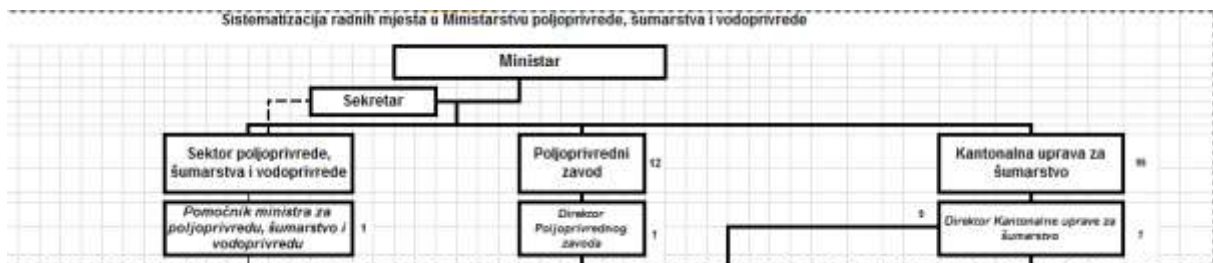 Sistematizacija radnih mjesta u Ministarstvu poljoprivrede, šumarstva i vodoprivrede
Ministar
Sekretar
Sektor poljoprivrede,
šumarstva i vodoprivrede
Poljoprivredni
zavod
12
Kantonalna uprava za
šumarstvo
Pomoćnik ministra za
poljoprivredu, šumarstvo i
vodoprivredu
1
Direktor
Poljoprivrednog
zavoda
1
Direktor Kantonalne uprave za
šumarstvo